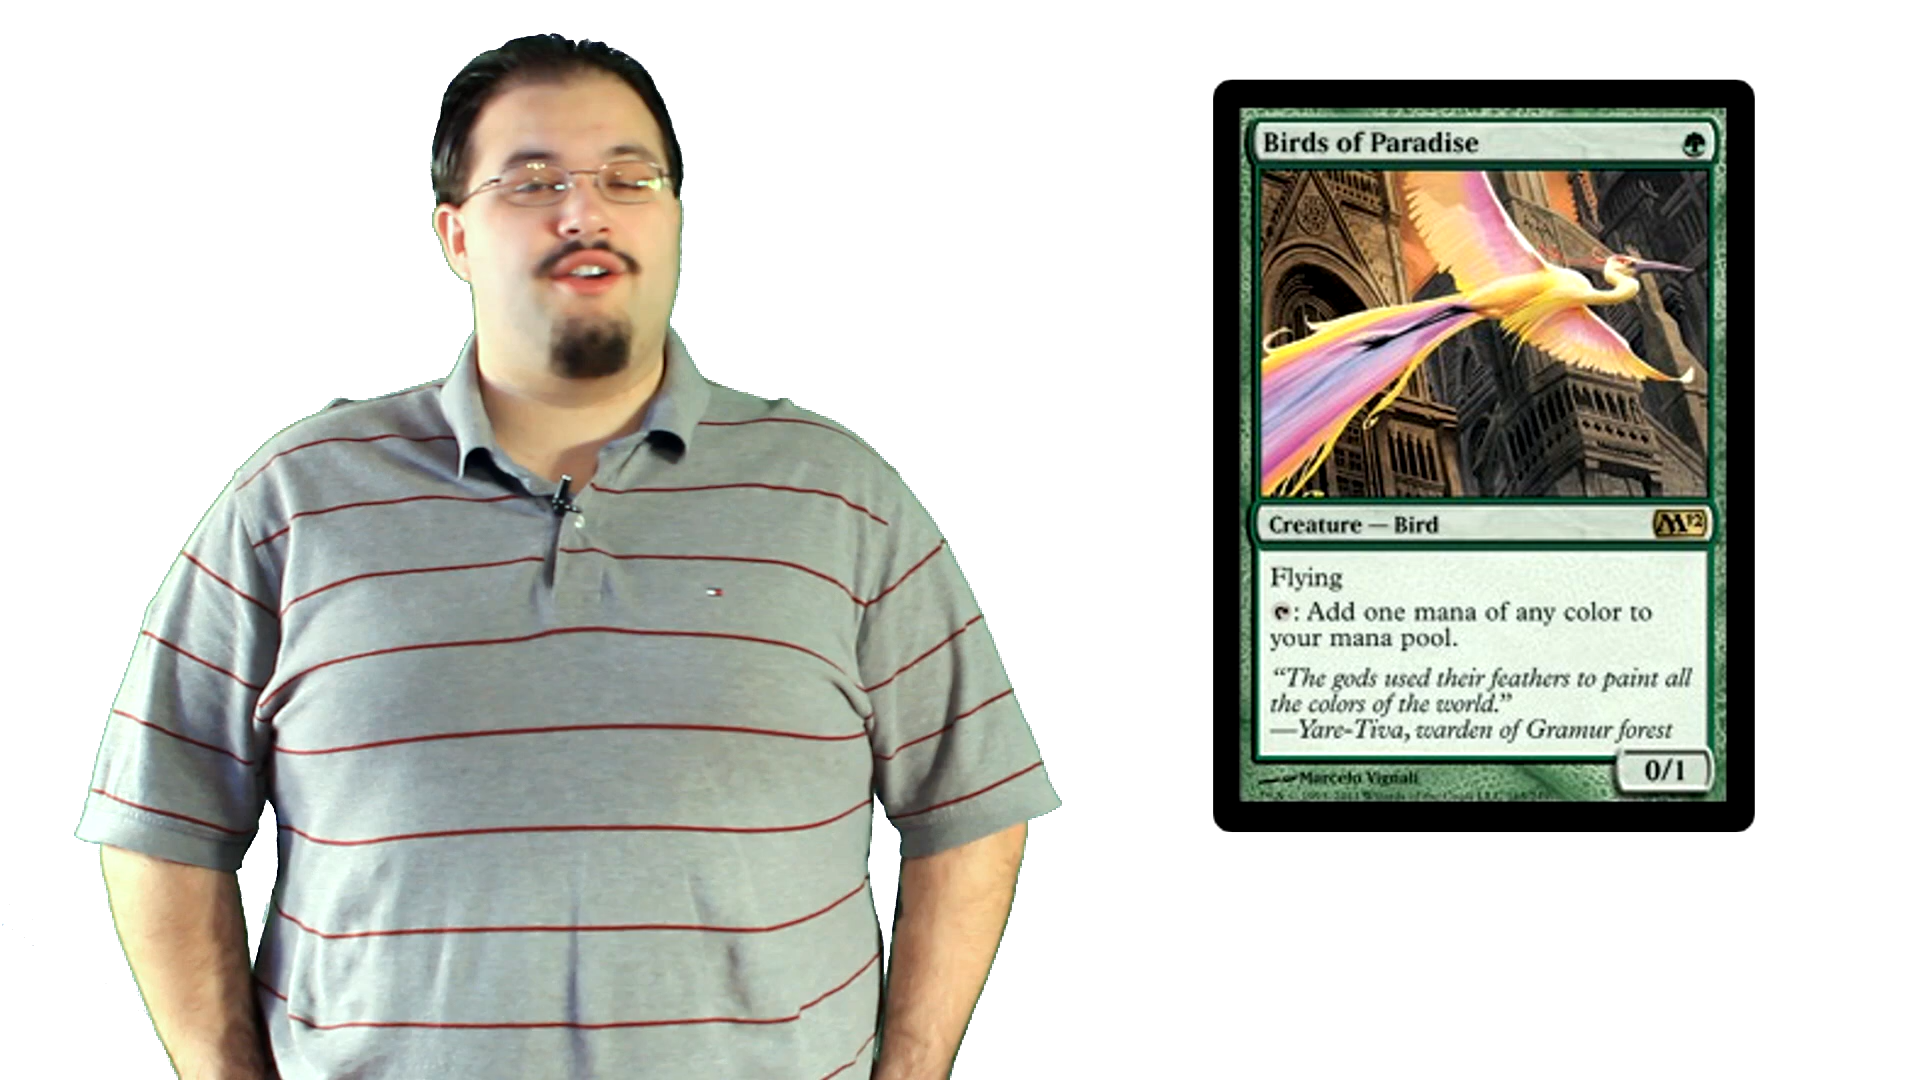 Birds of Paradise
Creature — Bird
M12
Flying
: Add one mana of any color to
your mana pool.
“The gods used their feathers to paint all
the colors of the world.”
—Yare-Tiva, warden of Gramur forest
0/1
Marcelo Vignali